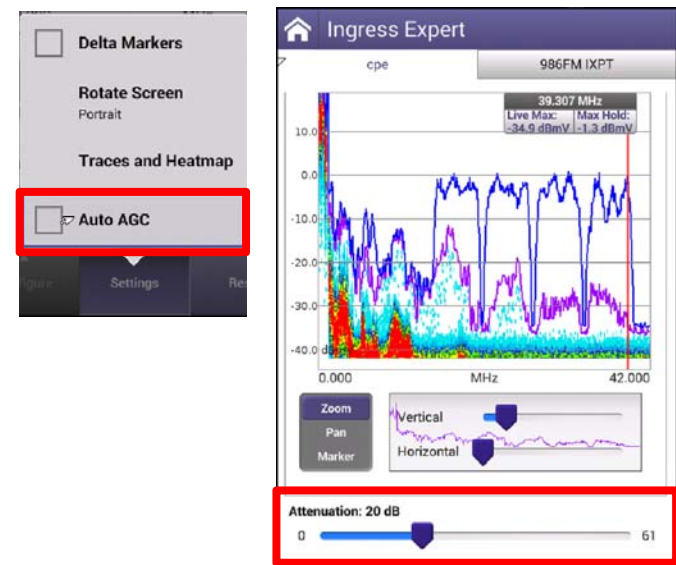 Delta Markers
Rotate Screen
Portrait
Traces and Heatmap
Auto AGC
Settings
Ingress Expert
cpe
986FM IXPT
39.307 MHz
Live Max: Max Hold:
-34.9 dBmV -1.3 dBmV
10.0
0.0
-10.0
-20.0
-30.0
-40.0
0.000 MHz 42.000
Zoom
Pan
Marker
Vertical
Horizontal
Attenuation: 20 dB
0 61